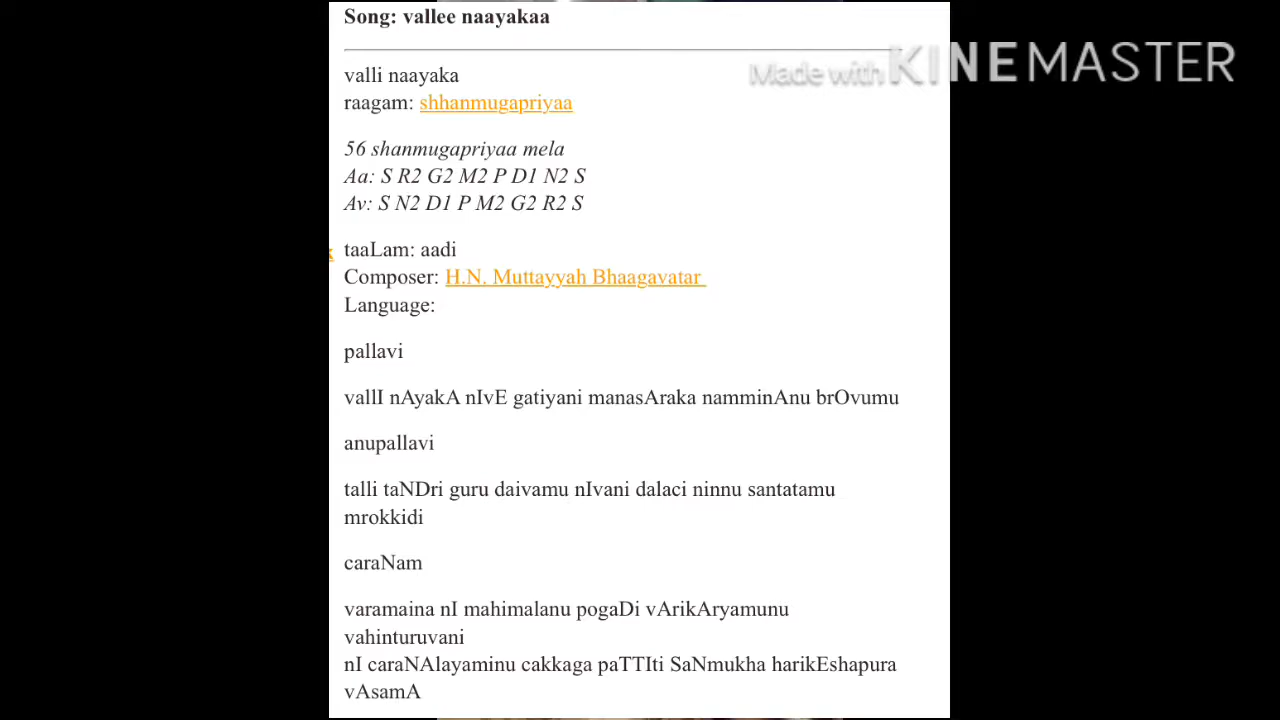 Song: vallee naayakaa
Made with KINEMASTER
valli naayaka
raagam: shhanmugapriyaa
56 shanmugapriyaa mela
Aa: S R2 G2 M2 P D1 N2 S
Av: S N2 D1 P M2 G2 R2 S
taaLam: aadi
Composer: H.N. Muttayyah Bhaagavatar
Language:
pallavi
vallI nAyakA nIvE gatiyani manasAraka namminAnu brOvumu
anupallavi
talli taNDri guru daivamu nIvani dalaci ninnu santatamu
mrokkidi
caraNam
varamaina nI mahimalanu pogaDi vArikAryamunu
vahinturuvani
nI caraNAlayaminu cakkaga paTTIti SaNmukha harikEshapura
vAsamA